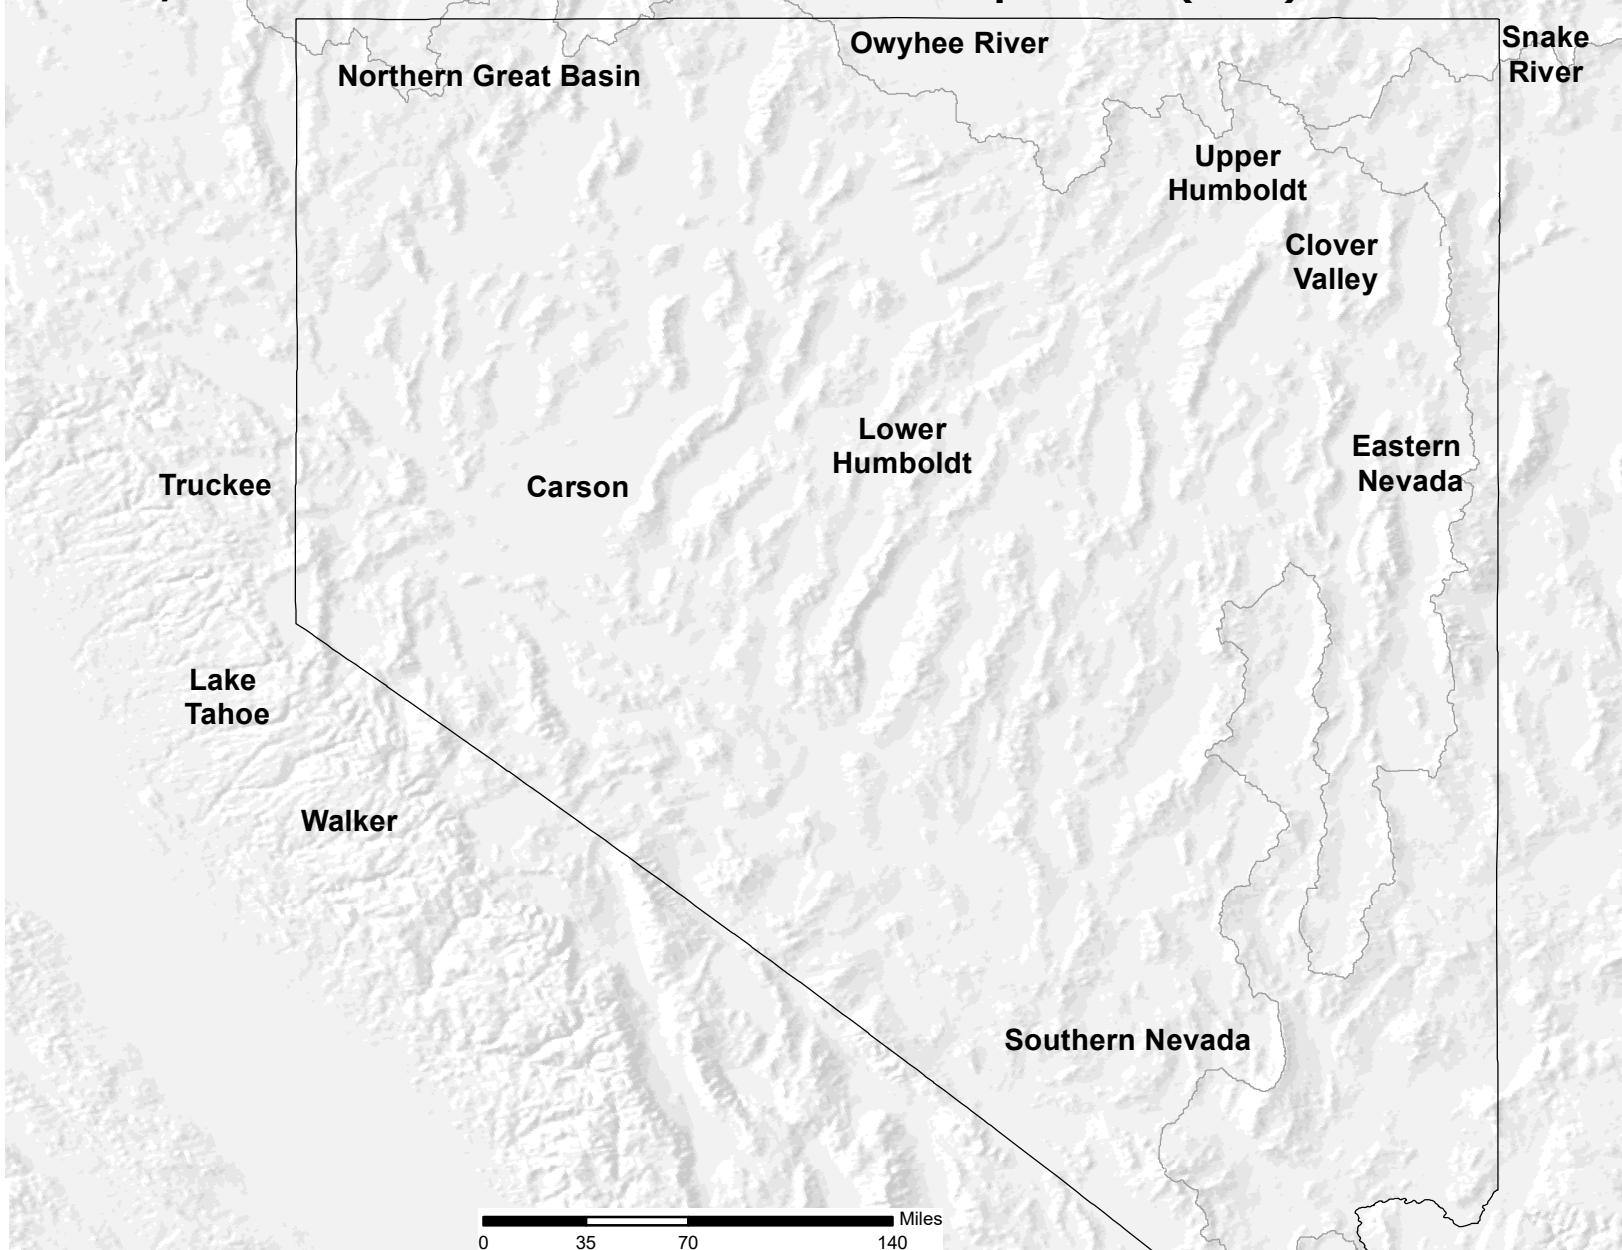 Owyhee River
Snake
River
Northern Great Basin
Upper
Humboldt
Clover
Valley
Lower
Humboldt
Eastern
Nevada
Truckee
Carson
Lake
Tahoe
Walker
Southern Nevada
Miles
0 35 70 140